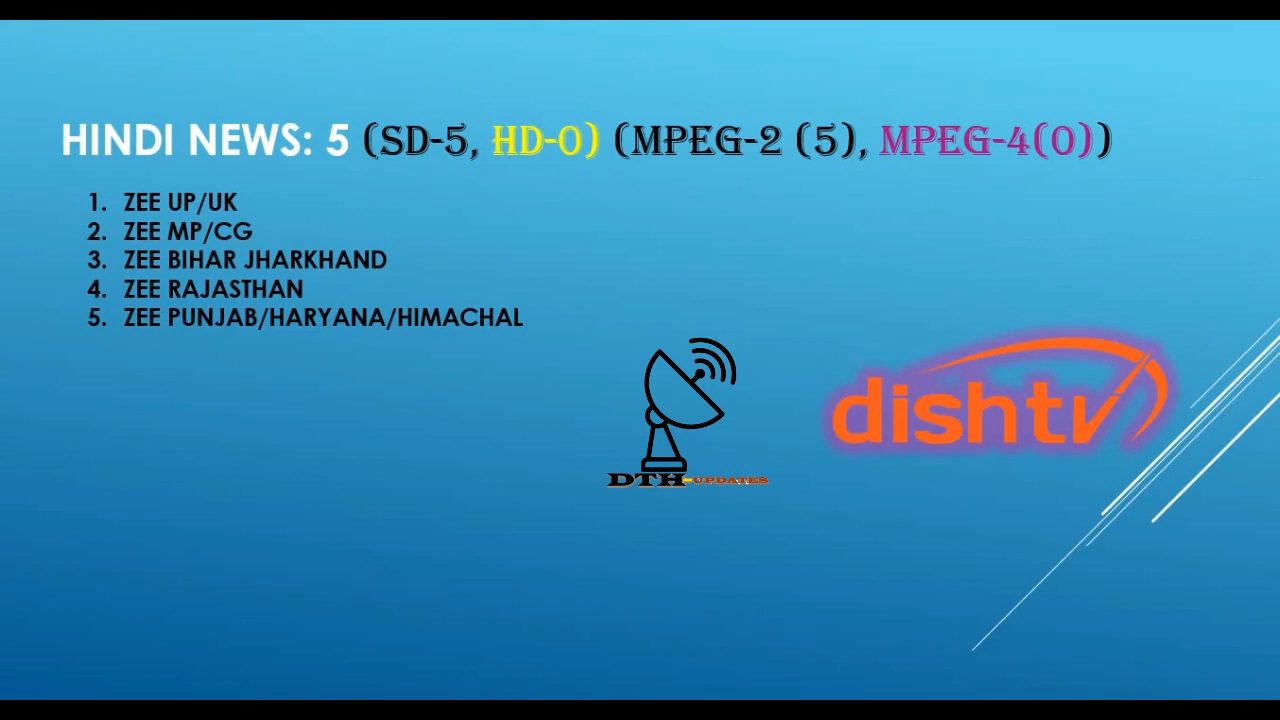 HINDI NEWS: 5 (SD-5, HD-0) (MPEG-2 (5), MPEG-4(0))
1. ZEE UP/UK
2. ZEE MP/CG
3. ZEE BIHAR JHARKHAND
4. ZEE RAJASTHAN
5. ZEE PUNJAB/HARYANA/HIMACHAL
dishtv
DTH-UPDATES